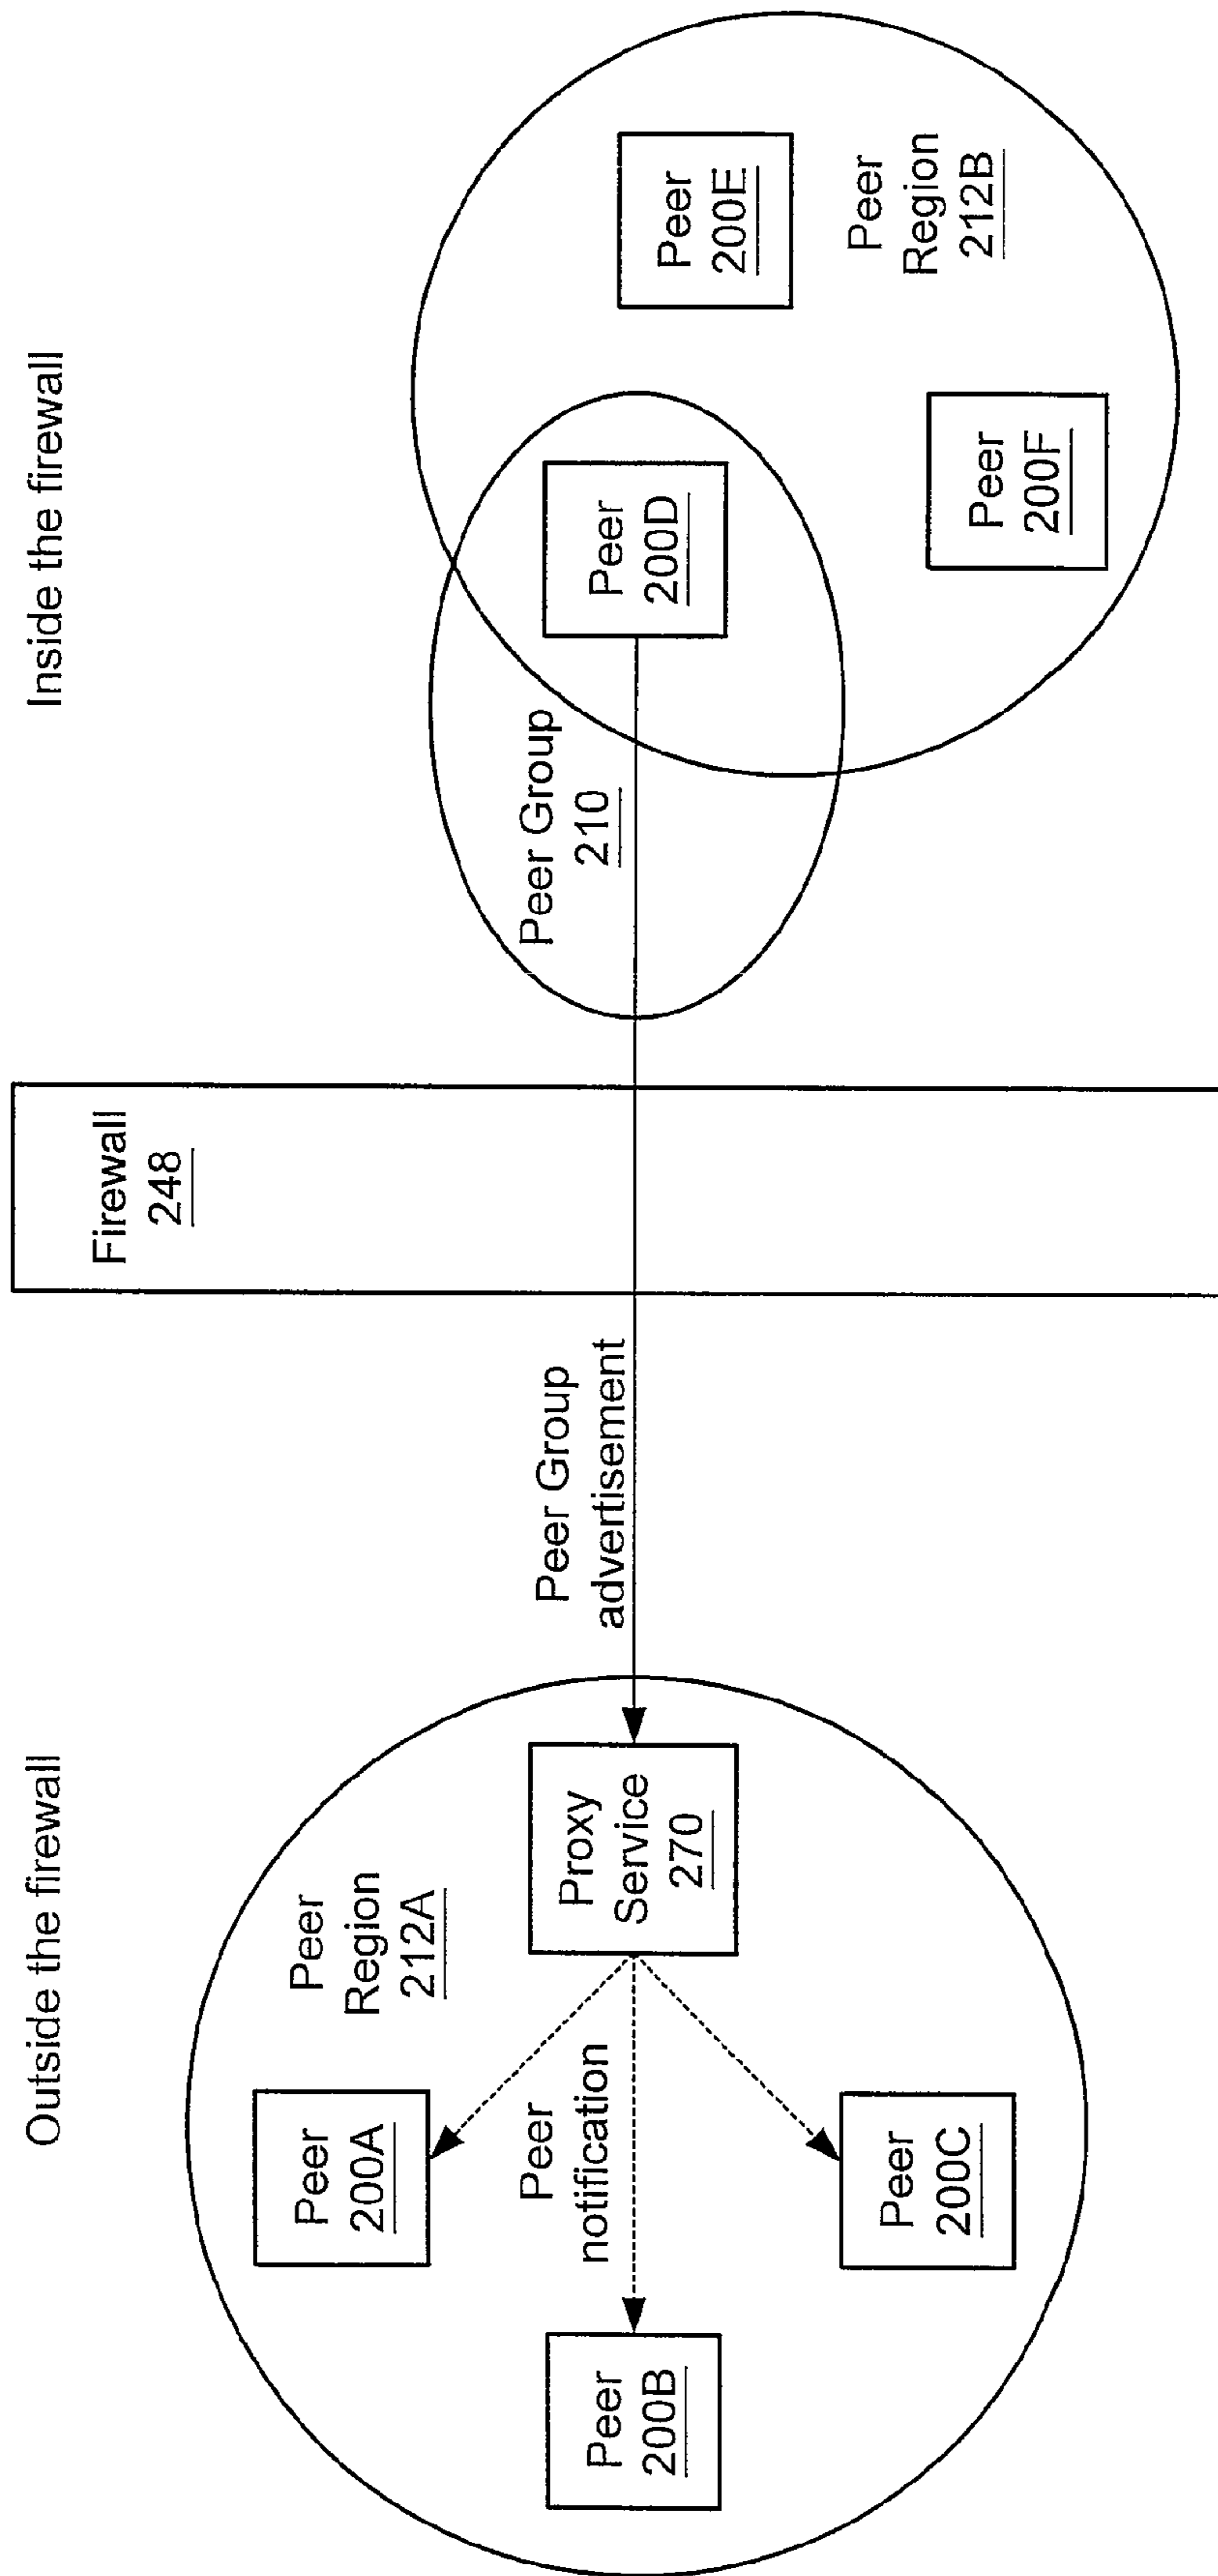 Outside the firewall
Inside the firewall
Peer
Region
212A
Peer
200A
Peer
notification
Peer
200B
Peer
200C
Proxy
Service
270
Peer Group
advertisement
Firewall
248
Peer Group
210
Peer
200D
Peer
200E
Peer
Region
212B
Peer
200F